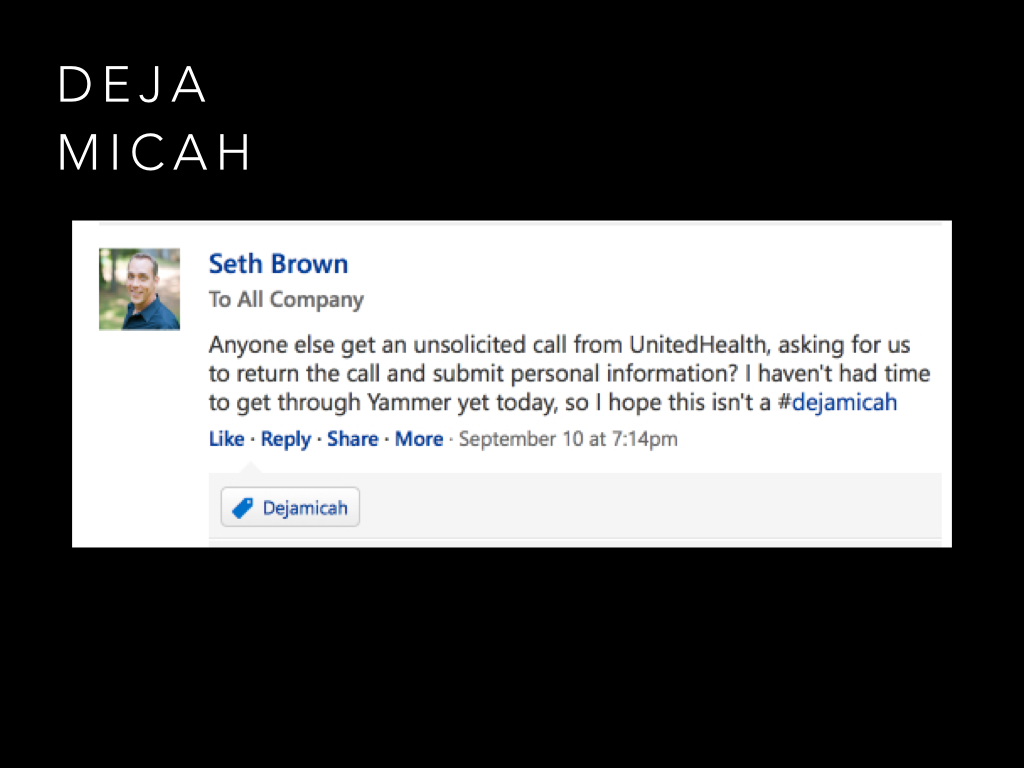 DEJA
MICAH
Seth Brown
To All Company
Anyone else get an unsolicited call from UnitedHealth, asking for us
to return the call and submit personal information? I haven't had time
to get through Yammer yet today, so I hope this isn't a #dejamicah
Like · Reply · Share · More · September 10 at 7:14pm
Dejamicah